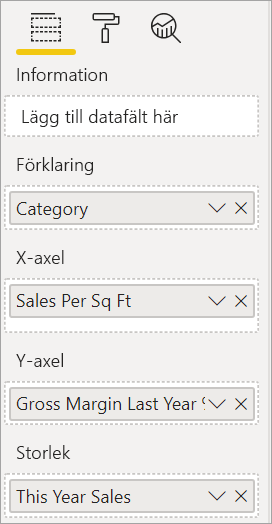 Information
Lägg till datafält här
Förklaring
Category
X-axel
Sales Per Sq Ft
Y-axel
Gross Margin Last Year
Storlek
This Year Sales